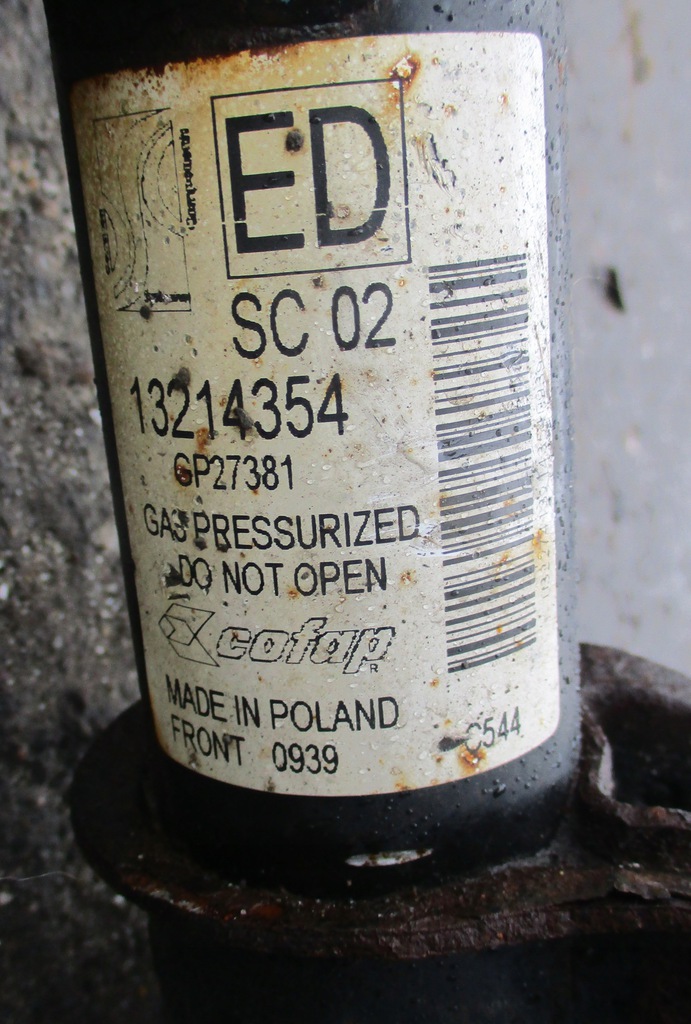 ED
SC 02
13214354
GP27381
GAS PRESSURIZED
DO NOT OPEN
cofap
MADE IN POLAND
FRONT 0939